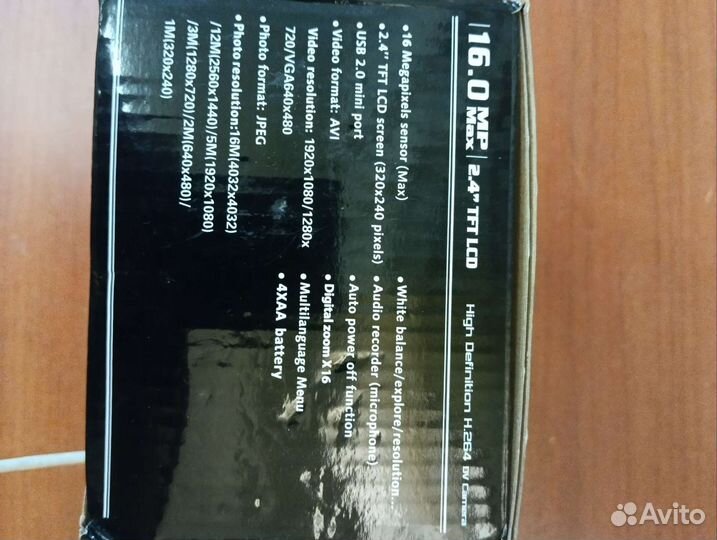 16.0 MP Max | 2.4" TFT LCD High Definition H.264 DV Camera
•16 Megapixels sensor (Max)
•2.4'' TFT LCD screen (320x240 pixels)
•USB 2.0 mini port
•Video format: AVI
Video resolution: 1920x1080/1280x
720/VGA640x480
•Photo format: JPEG
•Photo resolution:16M(4032x4032)
/12M(2560x1440)/5M(1920x1080)
/3M(1280x720)/2M(640x480)/
1M(320x240)
•White balance/explore/resolution...
•Audio recorder (microphone)
•Auto power off function
•Digital zoom X16
•Multilanguage Menu
•4XAA battery
Avito